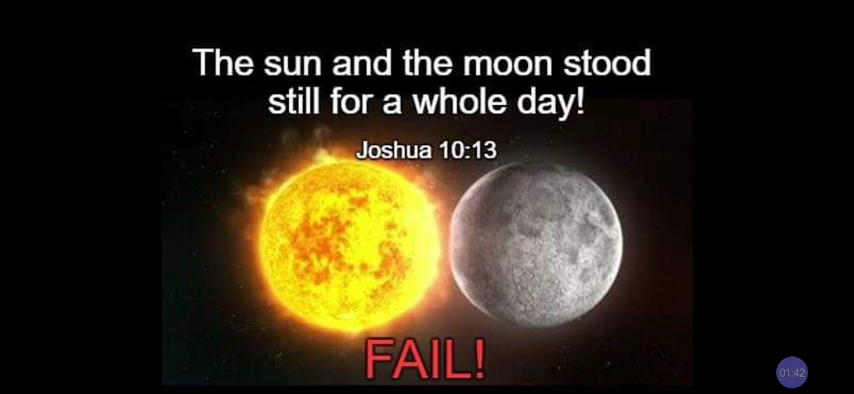 The sun and the moon stood
still for a whole day!
Joshua 10:13
FAIL!
01:42